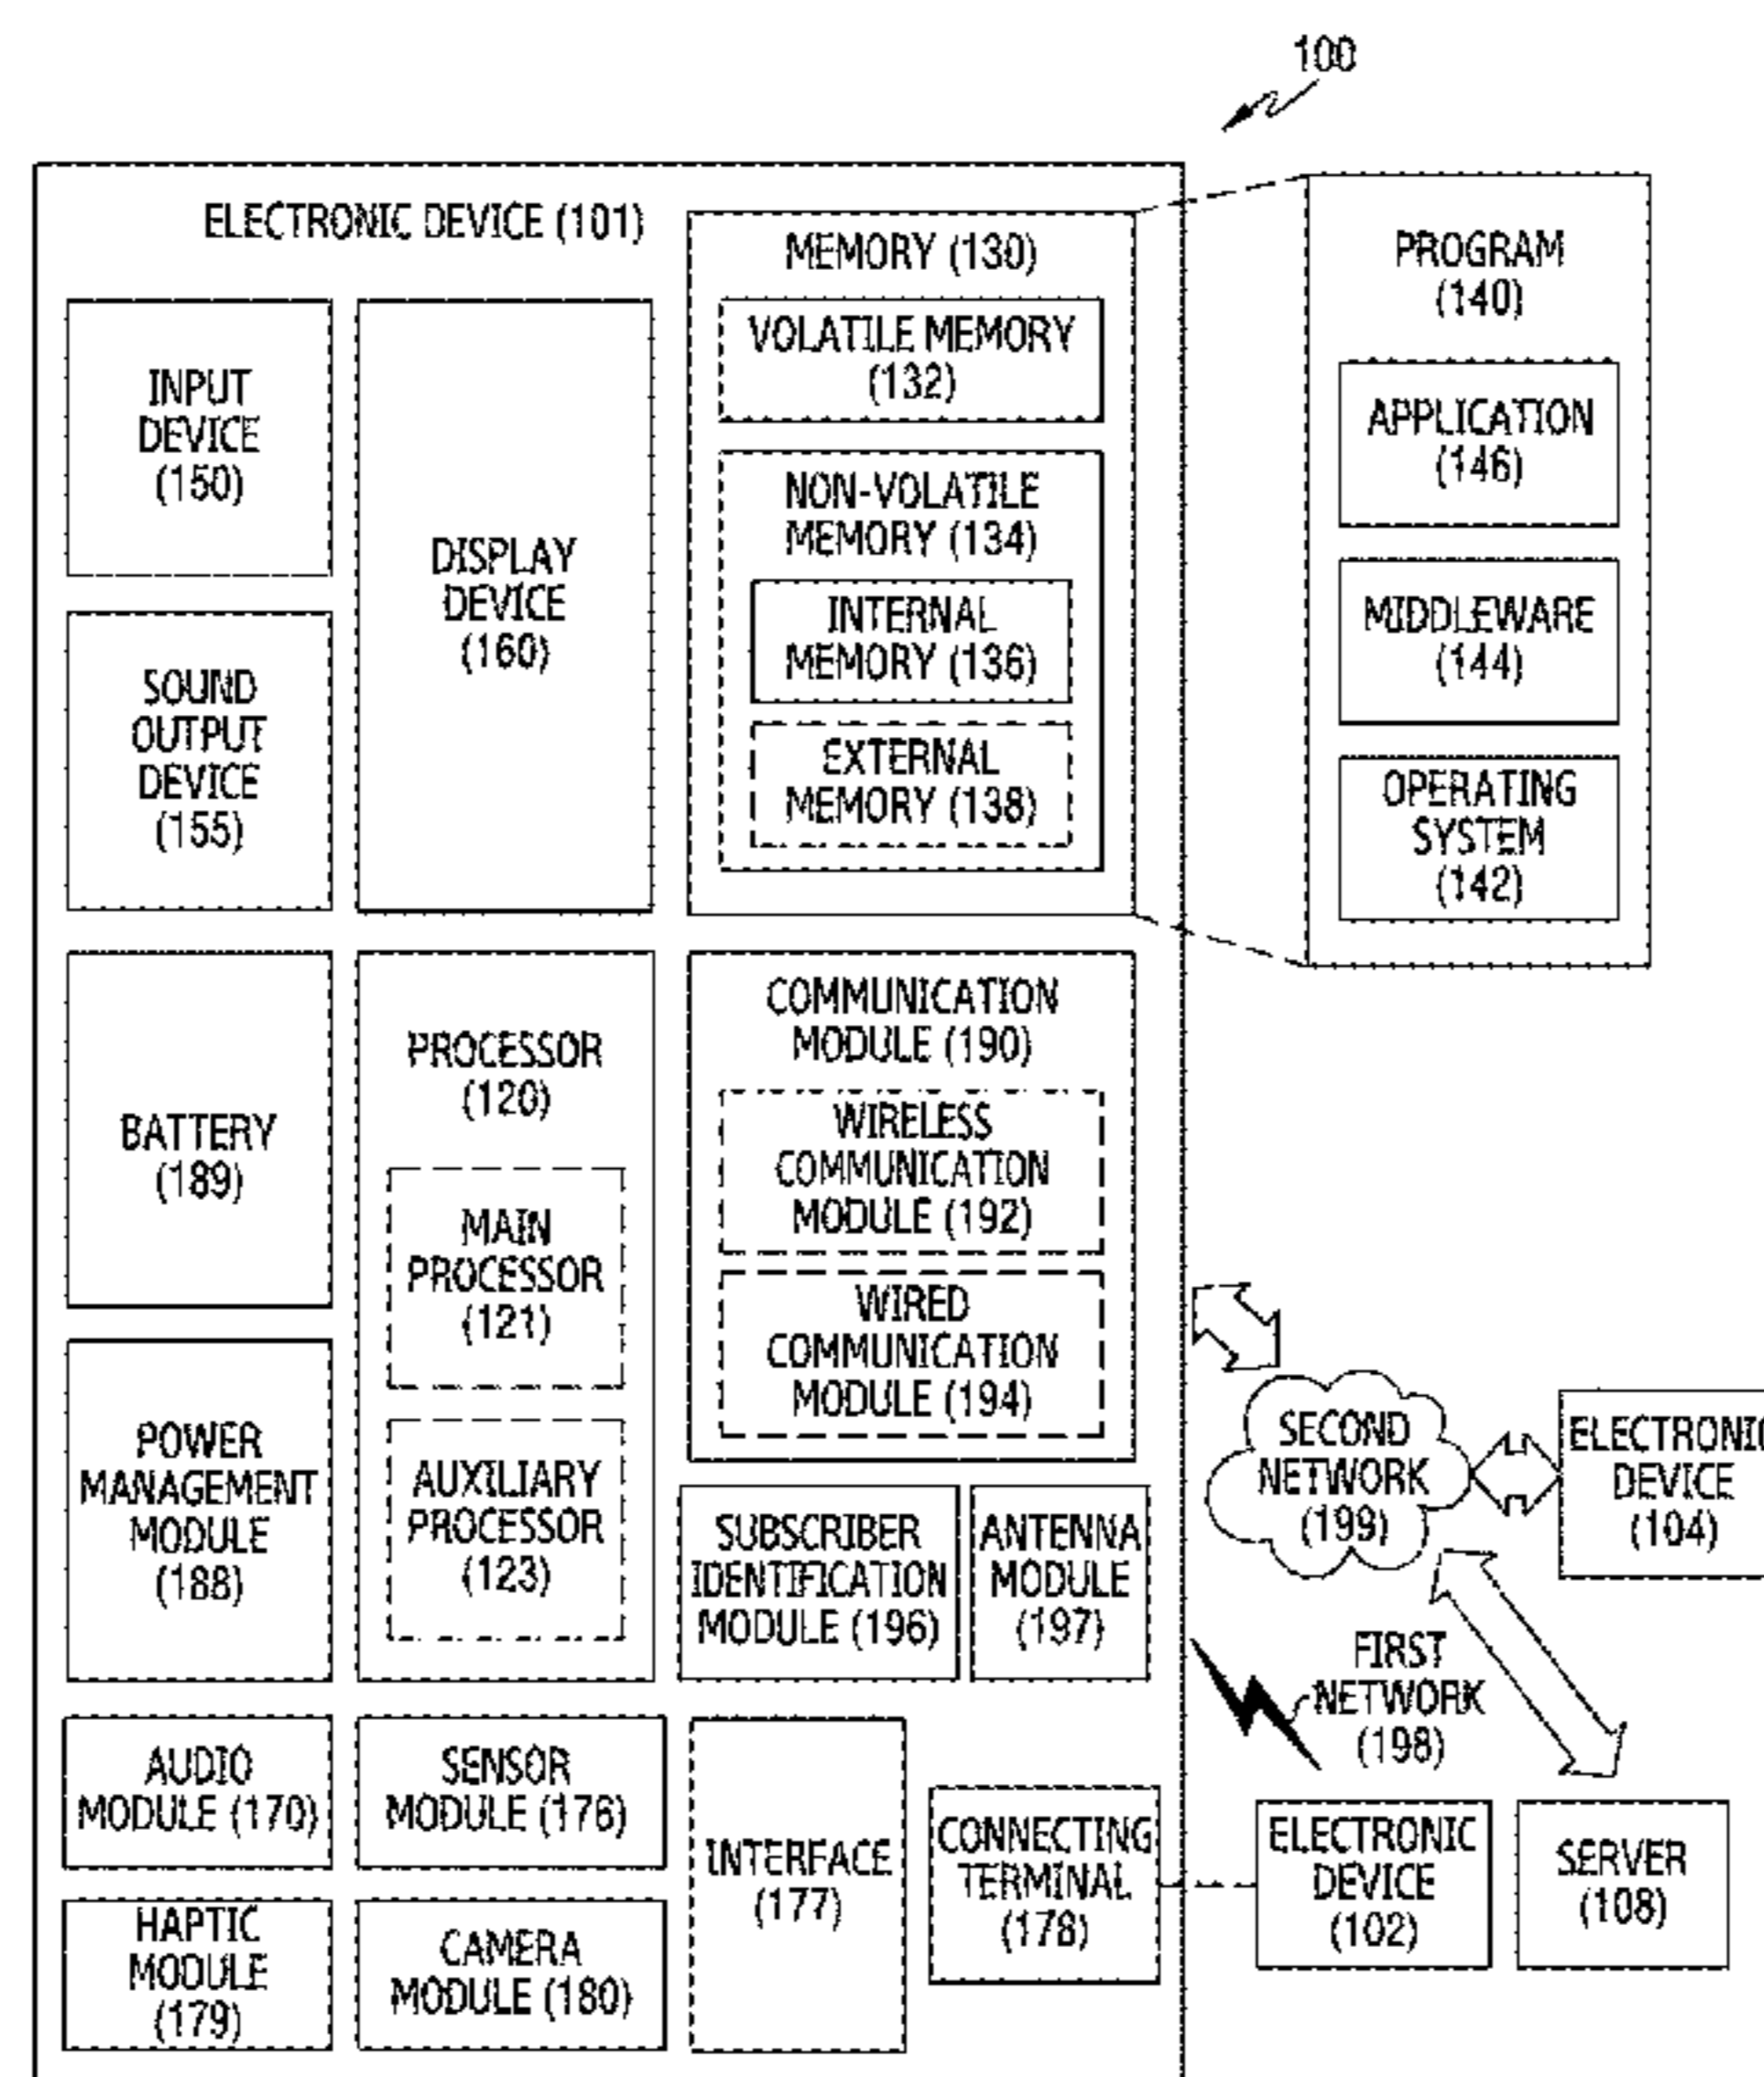 100
ELECTRONIC DEVICE (101)
INPUT
DEVICE
(150)
DISPLAY
DEVICE
(160)
SOUND
OUTPUT
DEVICE
(155)
MEMORY (130)
VOLATILE MEMORY
(132)
NON-VOLATILE
MEMORY (134)
INTERNAL
MEMORY (136)
EXTERNAL
MEMORY (138)
PROGRAM
(140)
APPLICATION
(146)
MIDDLEWARE
(144)
OPERATING
SYSTEM
(142)
BATTERY
(189)
POWER
MANAGEMENT
MODULE
(188)
PROCESSOR
(120)
MAIN
PROCESSOR
(121)
AUXILIARY
PROCESSOR
(123)
COMMUNICATION
MODULE (190)
WIRELESS
COMMUNICATION
MODULE (192)
WIRED
COMMUNICATION
MODULE (194)
SUBSCRIBER
IDENTIFICATION
MODULE (196)
ANTENNA
MODULE
(197)
SECOND
NETWORK
(199)
ELECTRONIC
DEVICE
(104)
FIRST
NETWORK
(198)
AUDIO
MODULE (170)
SENSOR
MODULE (176)
HAPTIC
MODULE
(179)
CAMERA
MODULE (180)
INTERFACE
(177)
CONNECTING
TERMINAL
(178)
ELECTRONIC
DEVICE
(102)
SERVER
(108)